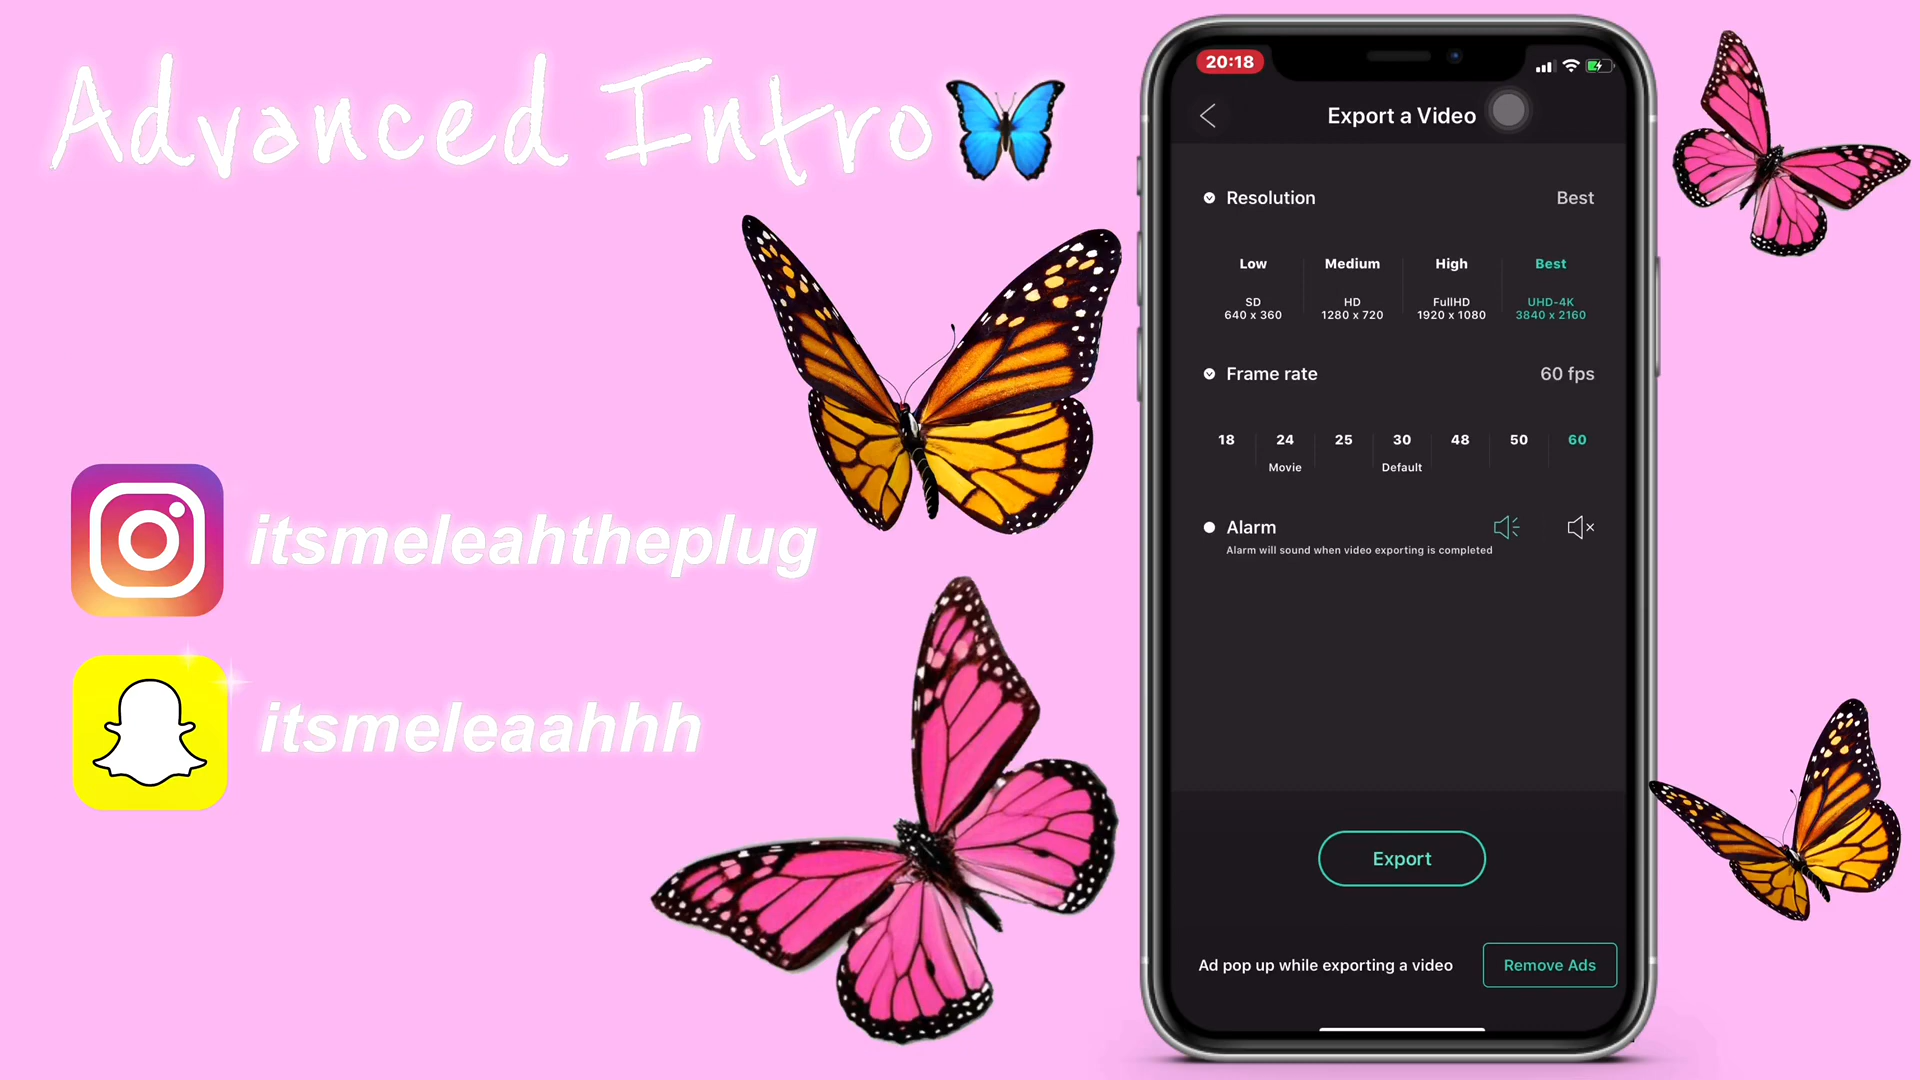 Advanced Intro
itsmeleahtheplug
itsmeleaahhh
20:18
Export a Video
Resolution Best
Low Medium High Best
SD HD FullHD UHD-4K
640 x 360 1280 x 720 1920 x 1080 3840 x 2160
Frame rate 60 fps
18 24 25 30 48 50 60
Movie Default
Alarm
Alarm will sound when video exporting is completed
Export
Ad pop up while exporting a video Remove Ads